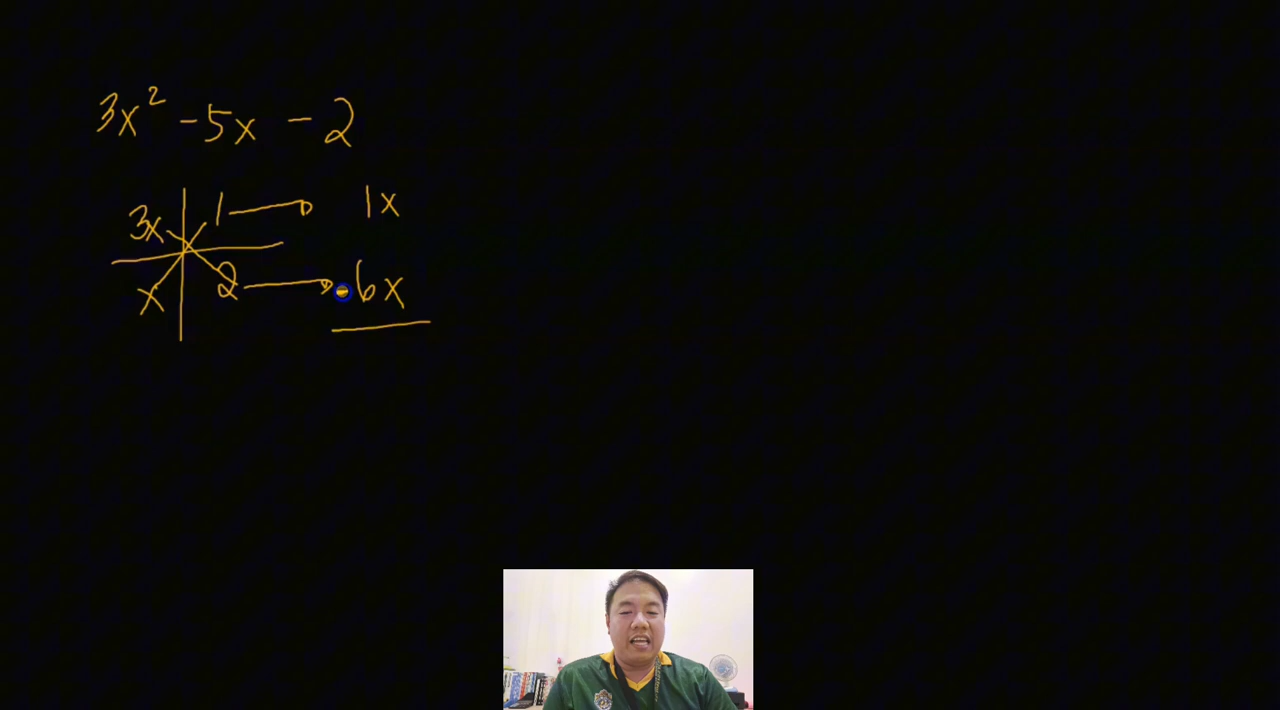 3x² - 5x - 2
3x 1 1x
x 2 - 6x